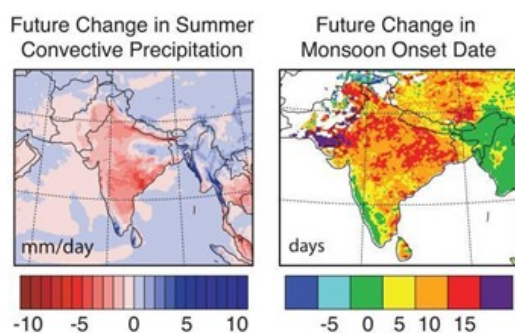 Future Change in Summer
Convective Precipitation
mm/day
-10 -5 0 5 10
Future Change in
Monsoon Onset Date
days
-5 0 5 10 15